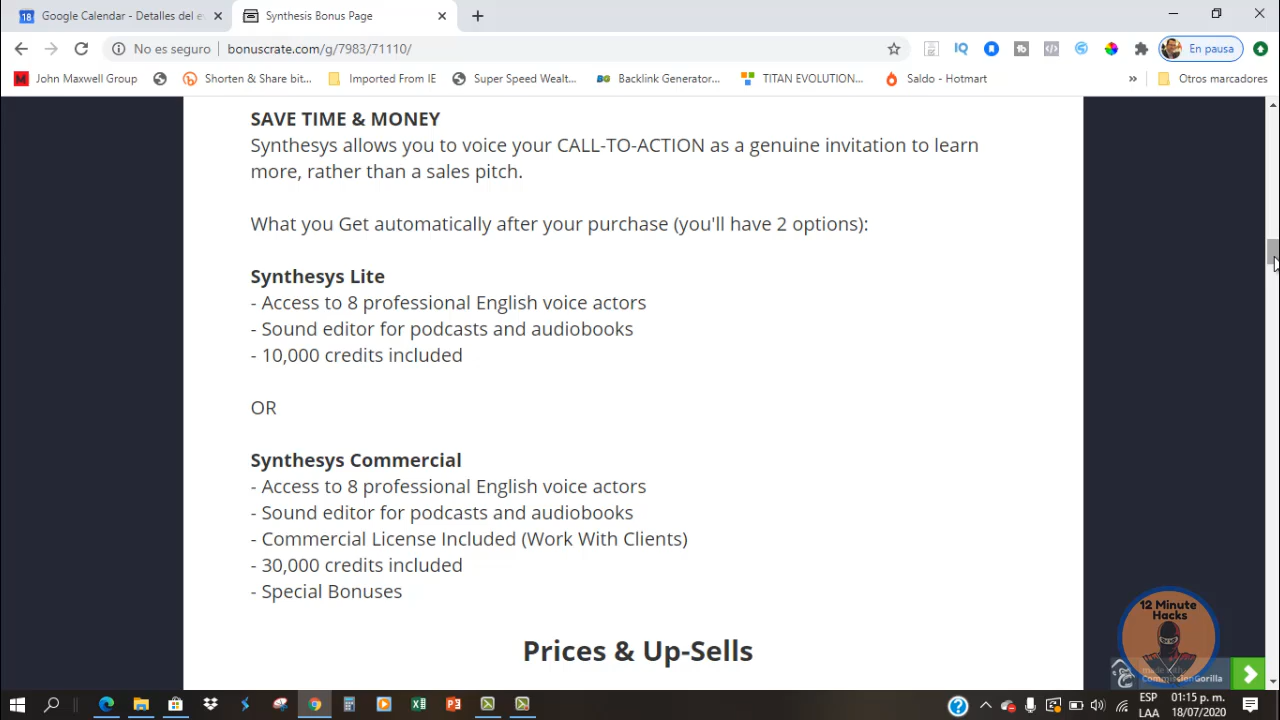 Google Calendar - Detalles del e
Synthesis Bonus Page
No es seguro
bonuscrate.com/g/7983/71110/
En pausa
John Maxwell Group
Shorten & Share bit...
Imported From IE
Super Speed Wealt...
Backlink Generator...
TITAN EVOLUTION...
Saldo - Hotmart
»
Otros marcadores
SAVE TIME & MONEY
Synthesys allows you to voice your CALL-TO-ACTION as a genuine invitation to learn
more, rather than a sales pitch.
What you Get automatically after your purchase (you'll have 2 options):
Synthesys Lite
- Access to 8 professional English voice actors
- Sound editor for podcasts and audiobooks
- 10,000 credits included
OR
Synthesys Commercial
- Access to 8 professional English voice actors
- Sound editor for podcasts and audiobooks
- Commercial License Included (Work With Clients)
- 30,000 credits included
- Special Bonuses
Prices & Up-Sells
12 Minute
Hacks
CommissionGorilla
ESP
LAA
01:15 p. m.
18/07/2020